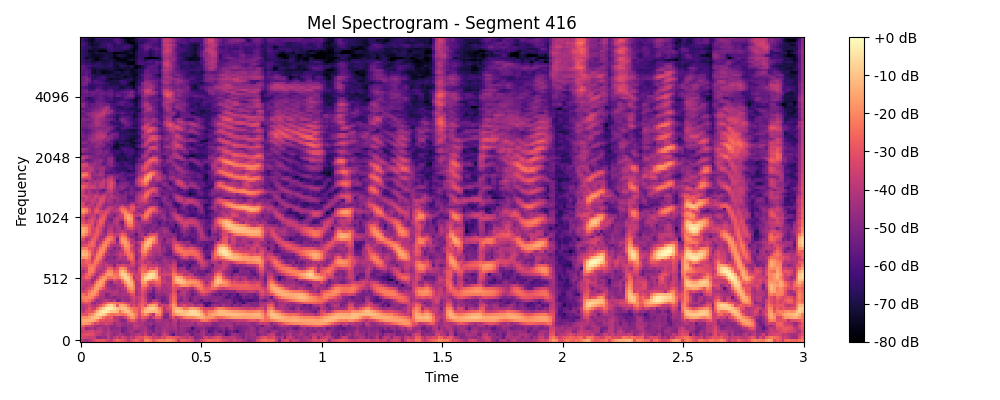 Mel Spectrogram - Segment 416
Frequency
4096
2048
1024
512
0
0
0.5
1
1.5
2
2.5
3
Time
+0 dB
-10 dB
-20 dB
-30 dB
-40 dB
-50 dB
-60 dB
-70 dB
-80 dB